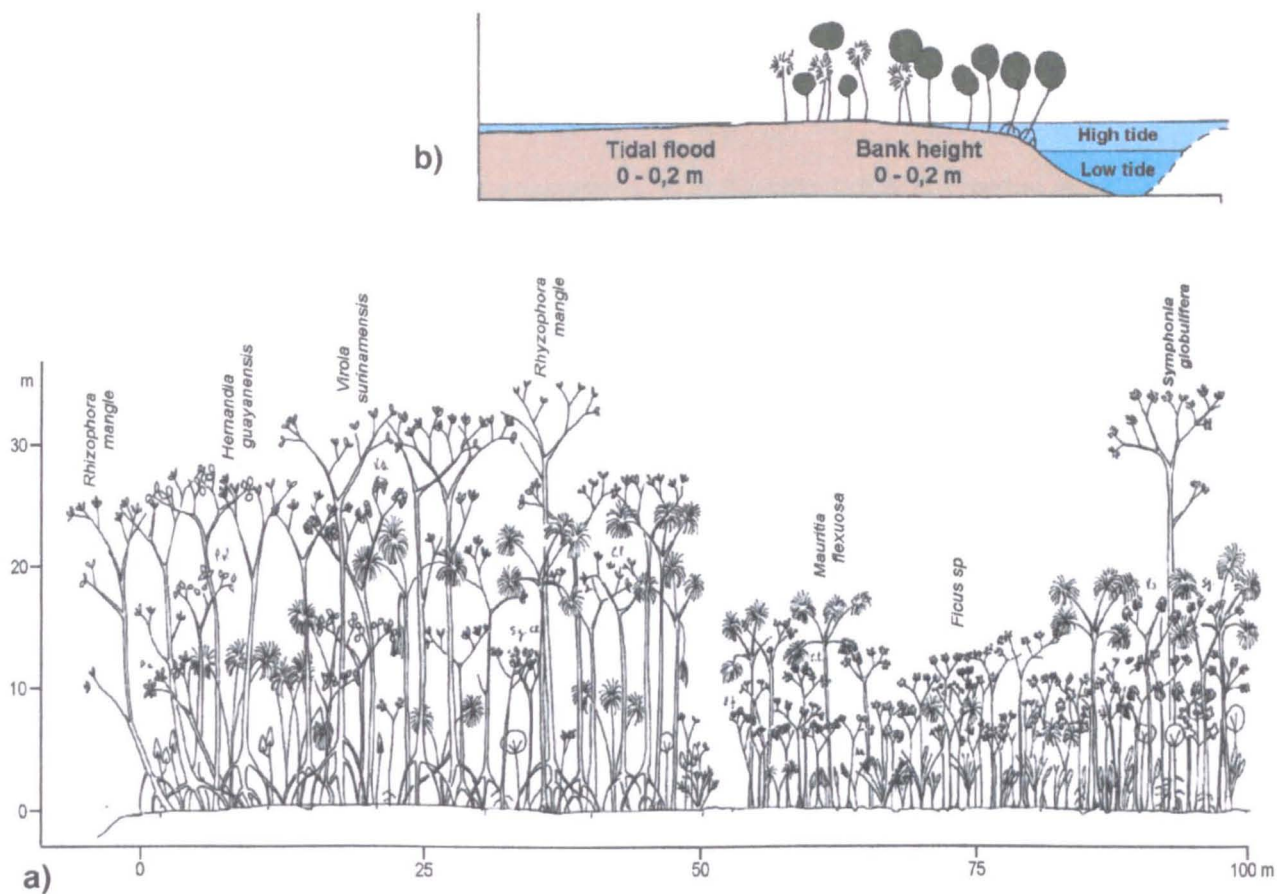 b)
High tide
Low tide
Tidal flood
0 - 0,2 m
Bank height
0 - 0,2 m
Rhizophora
mangle
Hernandia
guayanensis
Virola
surinamensis
Rhyzophora
mangle
Mauritia
flexuosa
Ficus sp
Symphonia
globulifera
m
30
20
10
0
0
25
50
75
100 m
a)